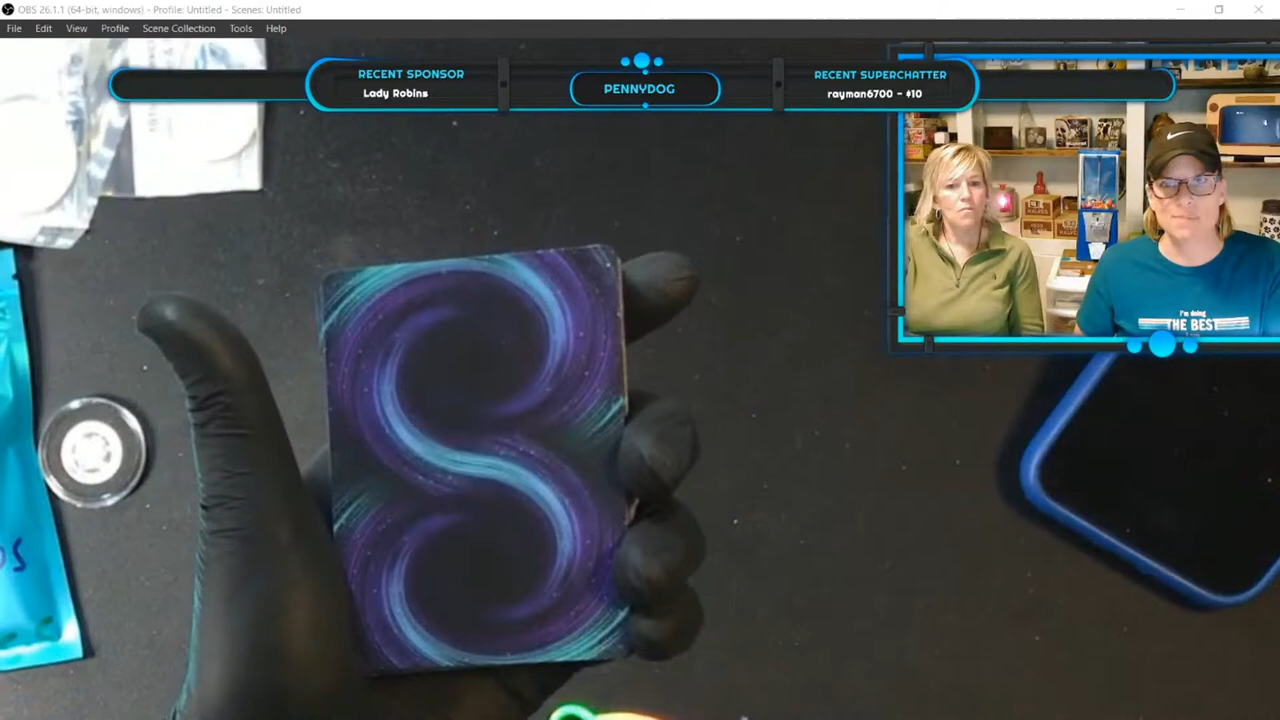 OBS 26.1.1 (64-bit, windows) - Profile: Untitled - Scenes: Untitled
File Edit View Profile Scene Collection Tools Help
RECENT SPONSOR
Lady Robins
PENNYDOG
RECENT SUPERCHATTER
rayman6700 - $10
I'm doing
THE BEST